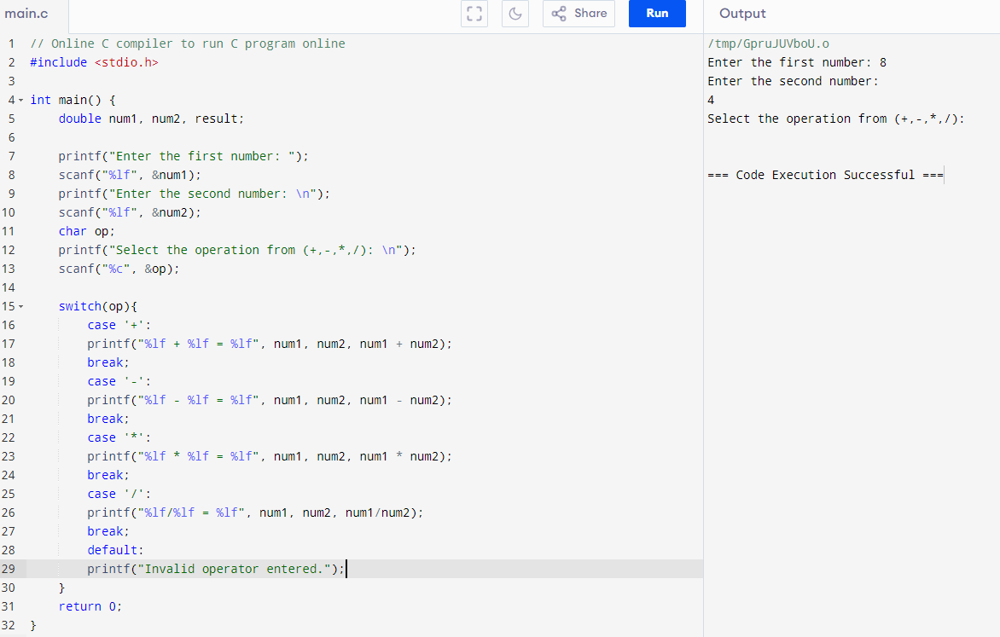 main.c
Share
Run
Output
1 // Online C compiler to run C program online
2 #include <stdio.h>
3
4 int main() {
5     double num1, num2, result;
6
7     printf("Enter the first number: ");
8     scanf("%lf", &num1);
9     printf("Enter the second number: \n");
10     scanf("%lf", &num2);
11     char op;
12     printf("Select the operation from (+,-,*,/): \n");
13     scanf("%c", &op);
14
15     switch(op){
16         case '+':
17         printf("%lf + %lf = %lf", num1, num2, num1 + num2);
18         break;
19         case '-':
20         printf("%lf - %lf = %lf", num1, num2, num1 - num2);
21         break;
22         case '*':
23         printf("%lf * %lf = %lf", num1, num2, num1 * num2);
24         break;
25         case '/':
26         printf("%lf/%lf = %lf", num1, num2, num1/num2);
27         break;
28         default:
29         printf("Invalid operator entered.");
30     }
31     return 0;
32 }
/tmp/GpruJUVboU.o
Enter the first number: 8
Enter the second number:
4
Select the operation from (+,-,*,/):
=== Code Execution Successful ===